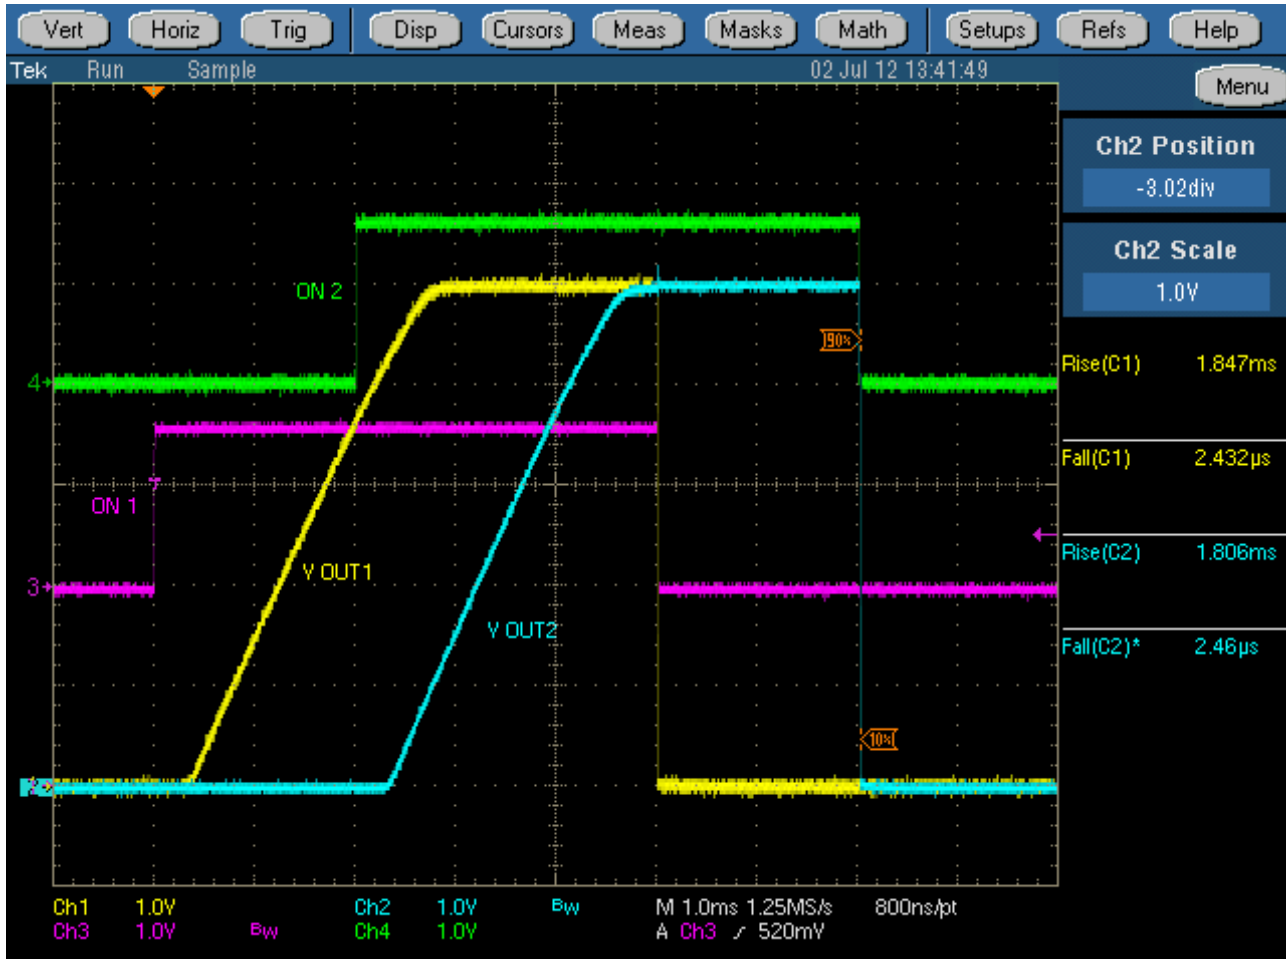 Vert Horiz Trig Disp Cursors Meas Masks Math Setups Refs Help
Tek Run Sample 02 Jul 12 13:41:49
Menu
Ch2 Position
-3.02div
Ch2 Scale
1.0V
ON 2
90%
Rise(C1) 1.847ms
4
Fall(C1) 2.432µs
ON 1
Rise(C2) 1.806ms
V OUT1
3
V OUT2
Fall(C2)* 2.46µs
10%
Ch1 1.0V Ch2 1.0V Bw M 1.0ms 1.25MS/s 800ns/pt
Ch3 1.0V Bw Ch4 1.0V A Ch3 520mV